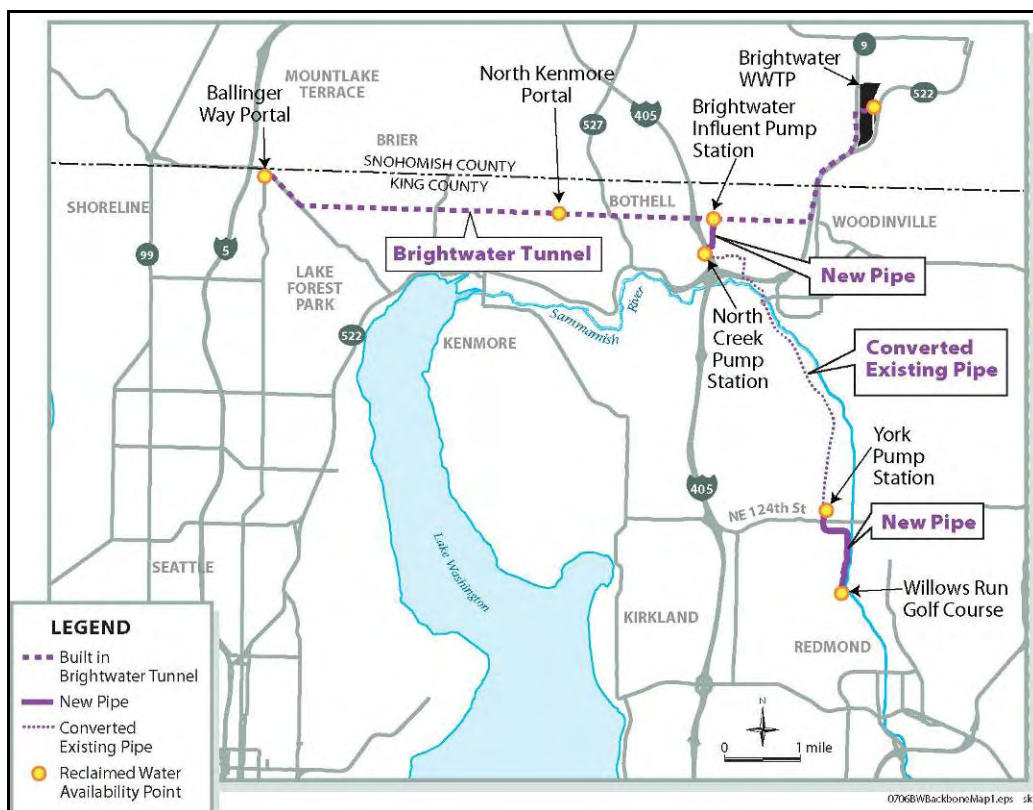 9
Brightwater
WWTP
522
MOUNTLAKE
TERRACE
North Kenmore
Portal
Ballinger
Way Portal
405
527
Brightwater
Influent Pump
Station
BRIER
SNOHOMISH COUNTY
KING COUNTY
SHORELINE
BOTHELL
WOODINVILLE
99
5
Brightwater Tunnel
New Pipe
LAKE
FOREST
PARK
522
KENMORE
Sammamish
River
North
Creek
Pump
Station
Converted
Existing Pipe
York
Pump
Station
405
NE 124th St
New Pipe
SEATTLE
Lake Washington
Willows Run
Golf Course
KIRKLAND
REDMOND
LEGEND
Built in
Brightwater Tunnel
New Pipe
Converted
Existing Pipe
Reclaimed Water
Availability Point
N
0 1 mile
0706BWBackboneMap1.eps sk